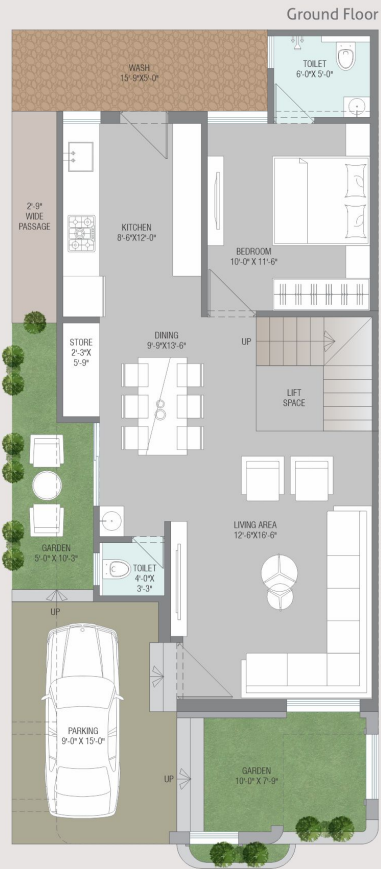 Ground Floor
WASH
15'-9"X5'-0"
TOILET
6'-0"X 5'-0"
2'-9"
WIDE
PASSAGE
KITCHEN
8'-6"X12'-0"
BEDROOM
10'-0" X 11'-6"
STORE
2'-3"X
5'-9"
DINING
9'-9"X13'-6"
UP
LIFT
SPACE
LIVING AREA
12'-6"X16'-6"
GARDEN
5'-0" X 10'-3"
TOILET
4'-0"X
3'-3"
UP
PARKING
9'-0" X 15'-0"
UP
GARDEN
10'-0" X 7'-9"